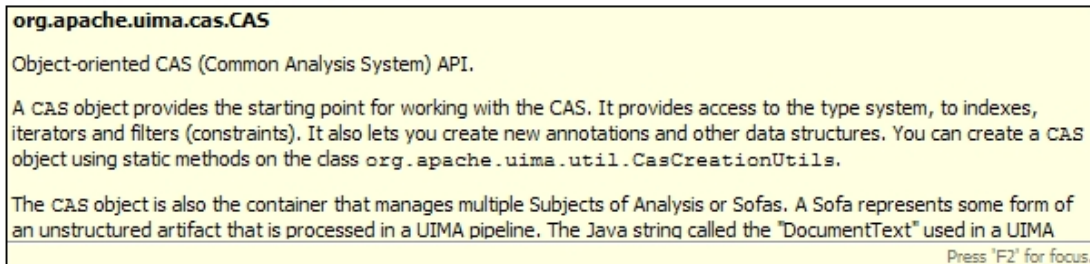 org.apache.uima.cas.CAS
Object-oriented CAS (Common Analysis System) API.
A CAS object provides the starting point for working with the CAS. It provides access to the type system, to indexes,
iterators and filters (constraints). It also lets you create new annotations and other data structures. You can create a CAS
object using static methods on the class org.apache.uima.util.CasCreationUtils.
The CAS object is also the container that manages multiple Subjects of Analysis or Sofas. A Sofa represents some form of
an unstructured artifact that is processed in a UIMA pipeline. The Java string called the "DocumentText" used in a UIMA
Press 'F2' for focus